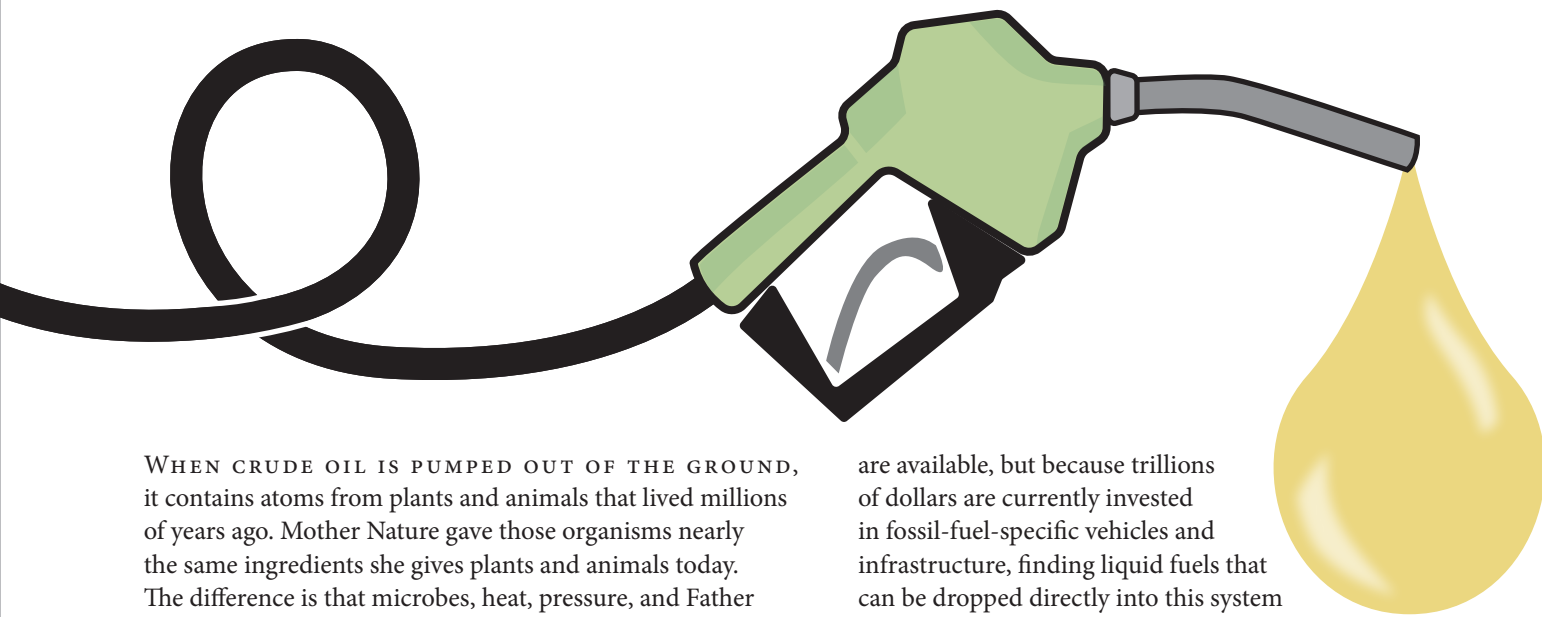 WHEN CRUDE OIL IS PUMPED OUT OF THE GROUND,
it contains atoms from plants and animals that lived millions
of years ago. Mother Nature gave those organisms nearly
the same ingredients she gives plants and animals today.
The difference is that microbes, heat, pressure, and Father
are available, but because trillions
of dollars are currently invested
in fossil-fuel-specific vehicles and
infrastructure, finding liquid fuels that
can be dropped directly into this system